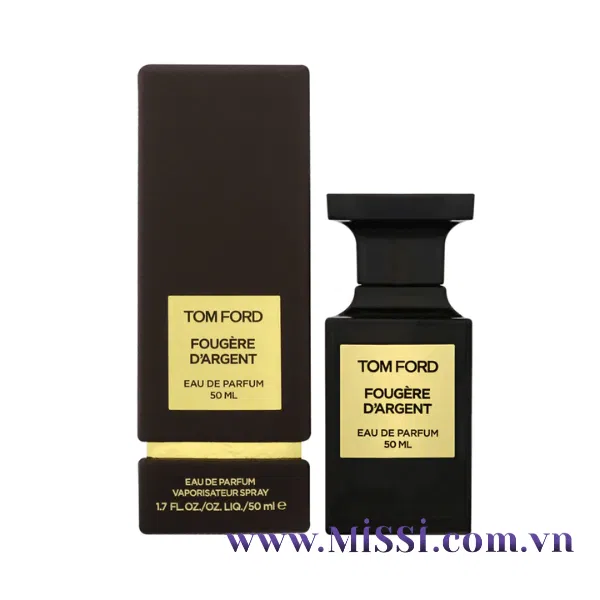 TOM FORD
FOUGÈRE
D'ARGENT
EAU DE PARFUM
50 ML
EAU DE PARFUM
VAPORISATEUR SPRAY
1.7 FL.OZ./OZ. LIQ./50 ml e
TOM FORD
FOUGÈRE
D'ARGENT
EAU DE PARFUM
50 ML
www.MiSSi.com.vn